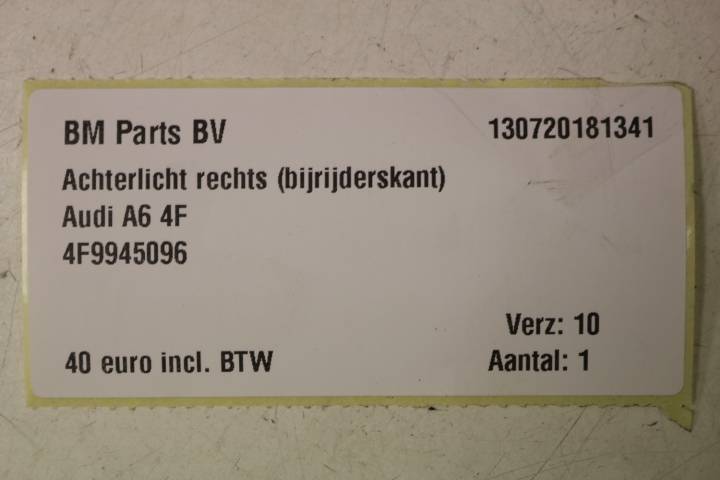 BM Parts BV 130720181341
Achterlicht rechts (bijrijderskant)
Audi A6 4F
4F9945096
Verz: 10
40 euro incl. BTW Aantal: 1